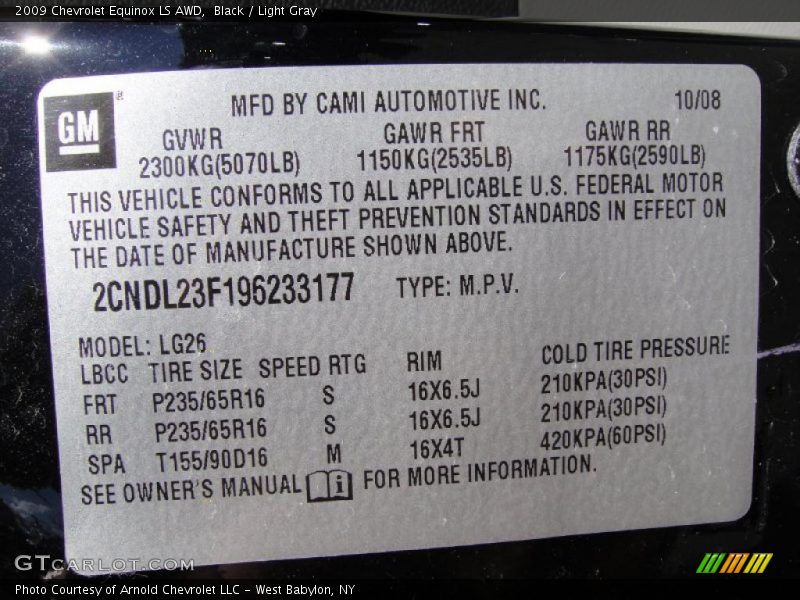 2009 Chevrolet Equinox LS AWD,  Black / Light Gray
GM ®
MFD BY CAMI AUTOMOTIVE INC. 10/08
GVWR GAWR FRT GAWR RR
2300KG(5070LB) 1150KG(2535LB) 1175KG(2590LB)
THIS VEHICLE CONFORMS TO ALL APPLICABLE U.S. FEDERAL MOTOR
VEHICLE SAFETY AND THEFT PREVENTION STANDARDS IN EFFECT ON
THE DATE OF MANUFACTURE SHOWN ABOVE.
2CNDL23F196233177 TYPE: M.P.V.
MODEL: LG26
LBCC TIRE SIZE SPEED RTG RIM COLD TIRE PRESSURE
FRT P235/65R16 S 16X6.5J 210KPA(30PSI)
RR P235/65R16 S 16X6.5J 210KPA(30PSI)
SPA T155/90D16 M 16X4T 420KPA(60PSI)
SEE OWNER'S MANUAL i FOR MORE INFORMATION.
GTcarlot.com
Photo Courtesy of Arnold Chevrolet LLC - West Babylon, NY